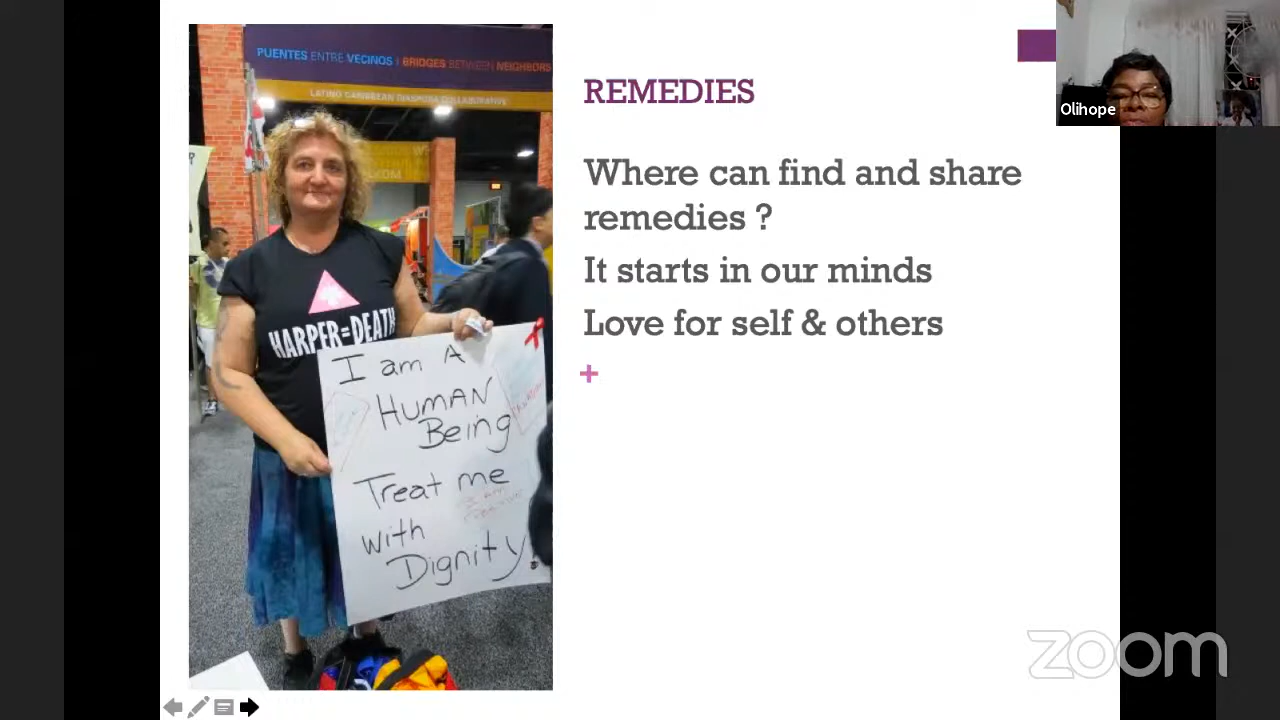 PUENTES ENTRE VECINOS | BRIDGES BETWEEN NEIGHBORS
LATINO CARIBBEAN DIASPORA COLLABORATIVE
HARPER=DEATH
I am A
HUMAN
Being
Treat me
with
Dignity!
REMEDIES
Where can find and share
remedies ?
It starts in our minds
Love for self & others
+
Olihope
zoom